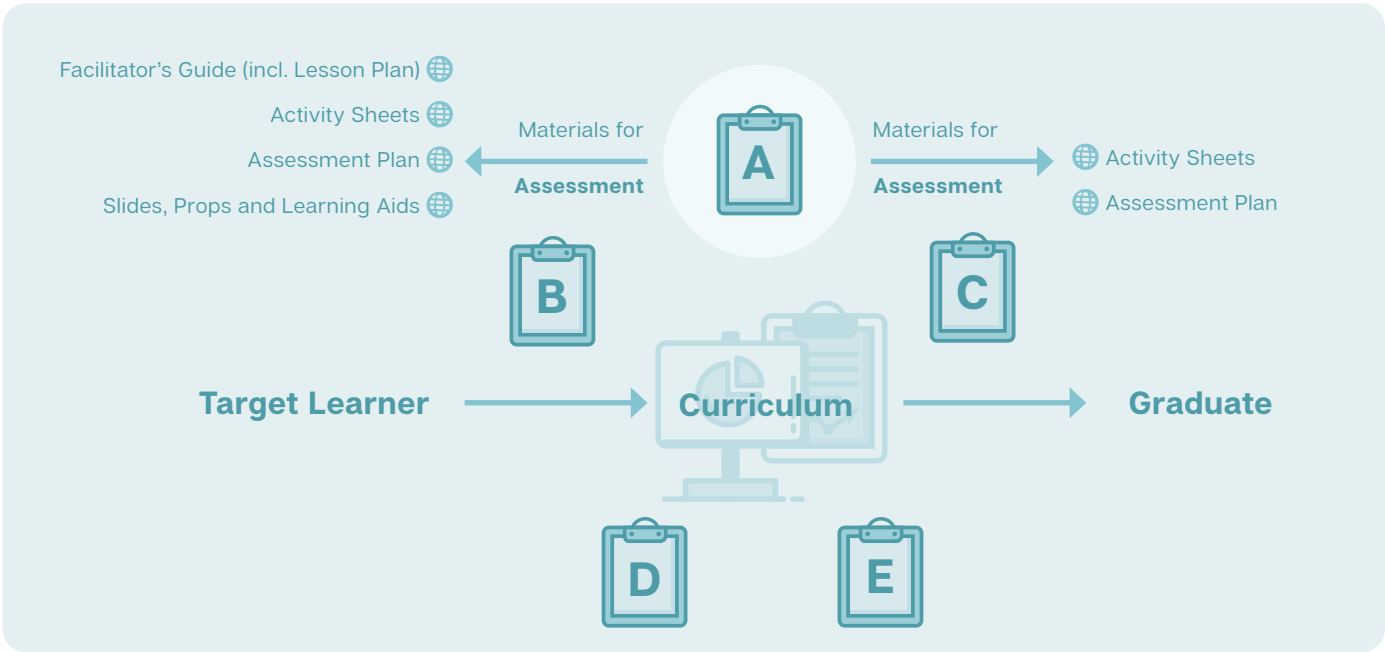 Facilitator’s Guide (incl. Lesson Plan)
Activity Sheets
Assessment Plan
Slides, Props and Learning Aids
Materials for
Assessment
A
Materials for
Assessment
Activity Sheets
Assessment Plan
B
C
Target Learner
Curriculum
Graduate
D
E